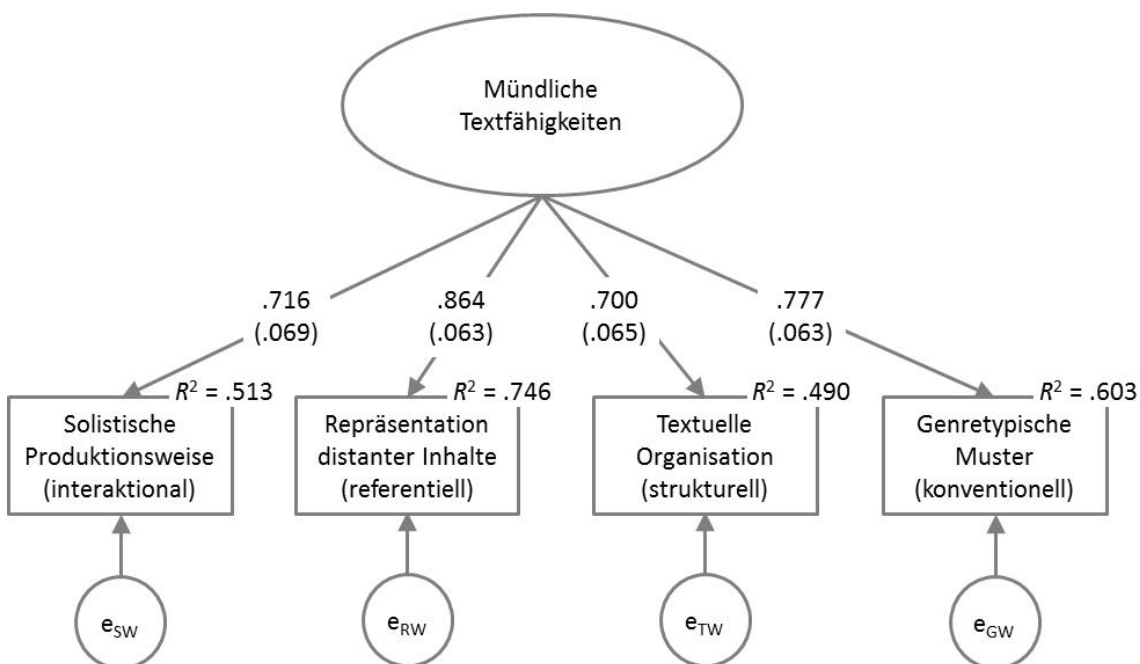 Mündliche
Textfähigkeiten
.716
(.069)
.864
(.063)
.700
(.065)
.777
(.063)
R² = .513
R² = .746
R² = .490
R² = .603
Solistische
Produktionsweise
(interaktional)
Repräsentation
distanter Inhalte
(referentiell)
Textuelle
Organisation
(strukturell)
Genretypische
Muster
(konventionell)
eSW
eRW
eTW
eGW